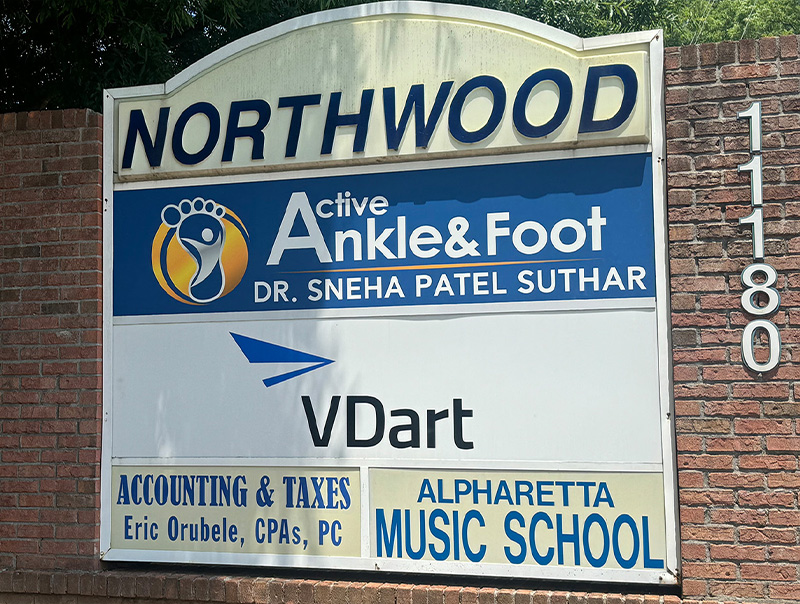 NORTHWOOD
Active
Ankle&Foot
DR. SNEHA PATEL SUTHAR
VDart
ACCOUNTING & TAXES
Eric Orubele, CPAs, PC
ALPHARETTA
MUSIC SCHOOL
11180